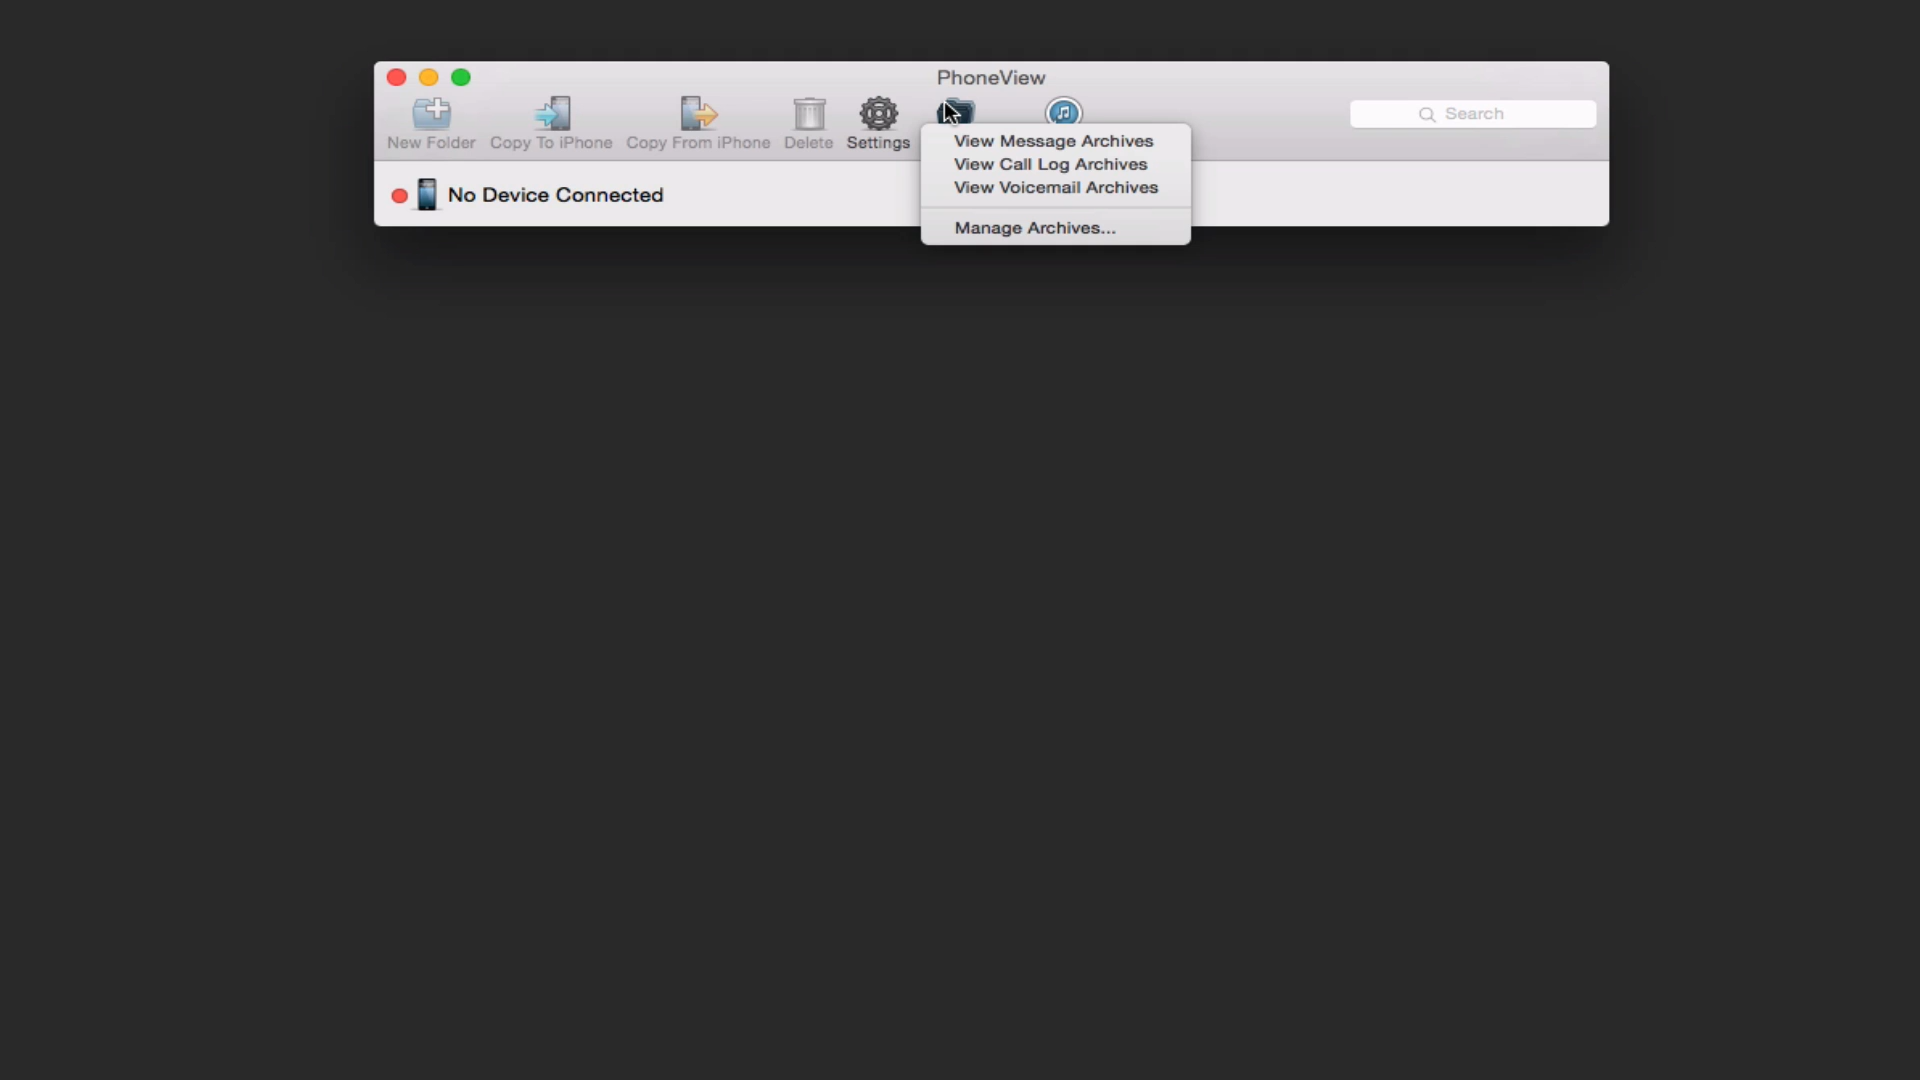 PhoneView
New Folder Copy To iPhone Copy From iPhone Delete Settings
Search
View Message Archives
View Call Log Archives
View Voicemail Archives
Manage Archives...
No Device Connected